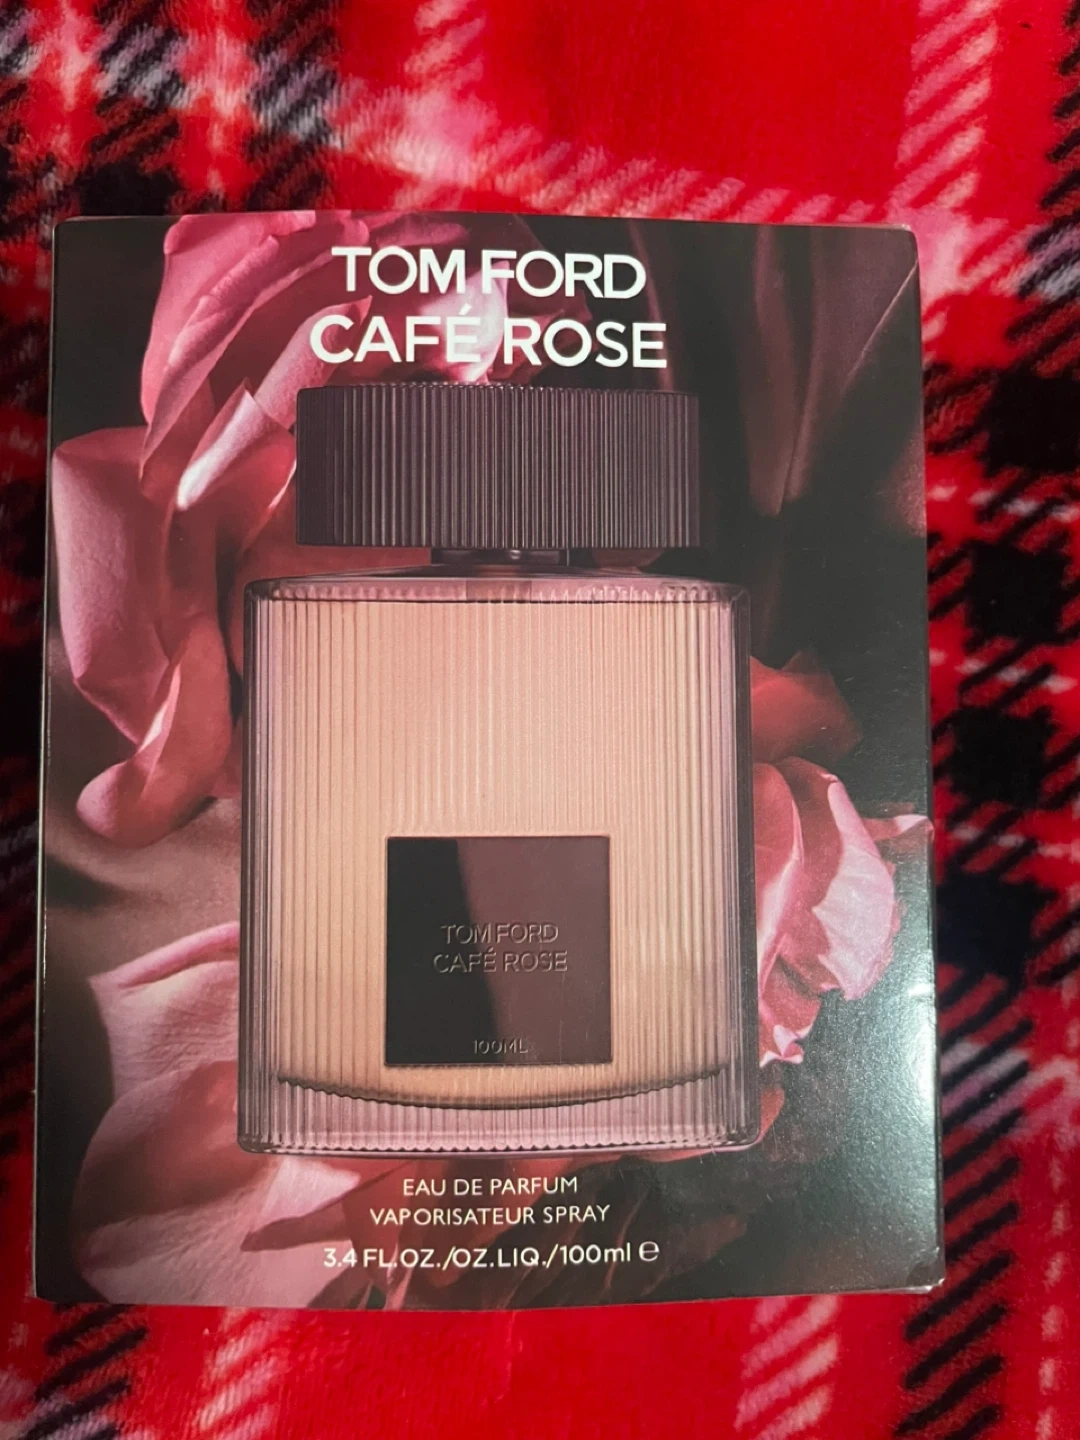 TOM FORD
CAFÉ ROSE
TOM FORD
CAFÉ ROSE
100ML
EAU DE PARFUM
VAPORISATEUR SPRAY
3.4 FL.OZ./OZ.LIQ./100ml ℮